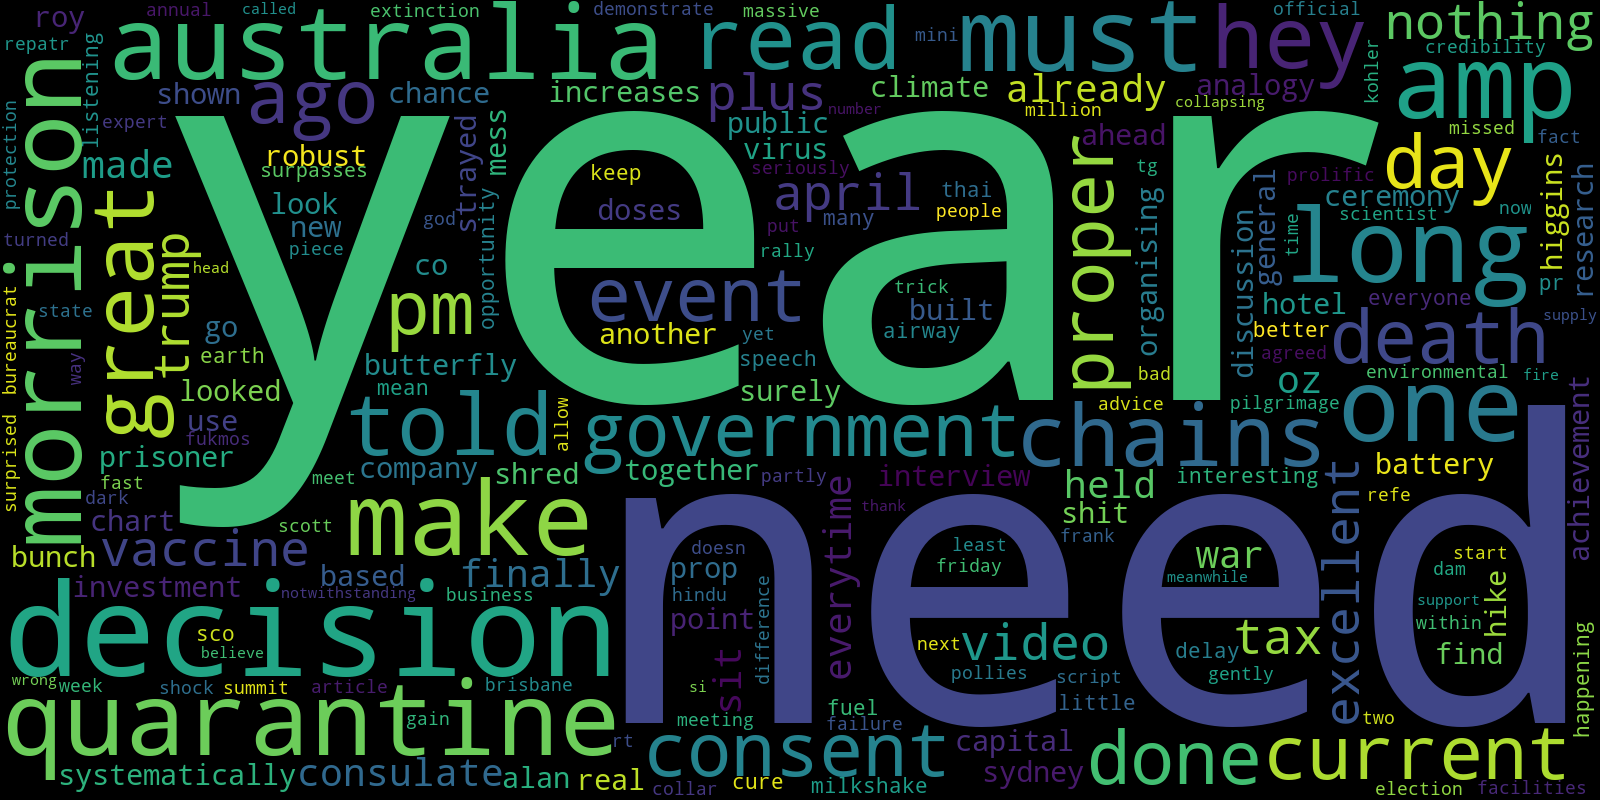 year
need
australia
read
must
hey
nothing
amp
morrison
ago
great
decision
quarantine
government
told
make
chains
one
long
day
death
current
done
consent
proper
pm
event
april
plus
vaccine
finally
excellent
everytime
video
tax
war
held
shit
point
prop
sit
roy
annual
called
extinction
demonstrate
massive
official
repatr
listening
mini
credibility
shown
chance
increases
climate
already
analogy
kohler
protection
expert
made
robust
surpasses
strayed
mess
public
virus
number
million
collapsing
ahead
missed
fact
keep
seriously
tg
prolific
look
new
piece
god
doses
thai
people
many
put
rally
organising
general
ceremony
scientist
now
higgins
research
turned
head
trump
co
opportunity
time
discussion
pr
state
bureaucrat
go
earth
another
trick
built
airway
yet
speech
hotel
everyone
better
supply
agreed
way
looked
butterfly
mean
surely
bad
oz
environmental
fire
advice
pilgrimage
achievement
surprised
use
fukmos
prisoner
fast
meet
company
allow
shred
together
partly
interview
interesting
battery
refe
dark
chart
scott
thank
frank
bunch
investment
based
notwithstanding
business
doesn
hindu
difference
least
friday
meanwhile
start
dam
support
within
hike
find
happening
sco
believe
wrong
week
shock
summit
article
brisbane
gain
si
next
pollies
script
delay
gently
little
two
meeting
fuel
failure
rt
capital
sydney
systematically
consulate
alan
real
collar
cure
milkshake
election
facilities